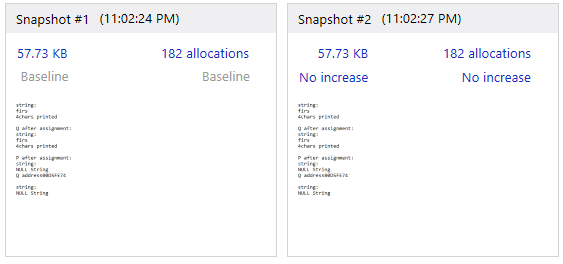 Snapshot #1 (11:02:24 PM)
57.73 KB 182 allocations
Baseline Baseline
string:
firs
4chars printed
Q after assignment:
string:
firs
4chars printed
P after assignment:
string:
NULL String
Q address00D5FE74
string:
NULL String
Snapshot #2 (11:02:27 PM)
57.73 KB 182 allocations
No increase No increase
string:
firs
4chars printed
Q after assignment:
string:
firs
4chars printed
P after assignment:
string:
NULL String
Q address00D5FE74
string:
NULL String